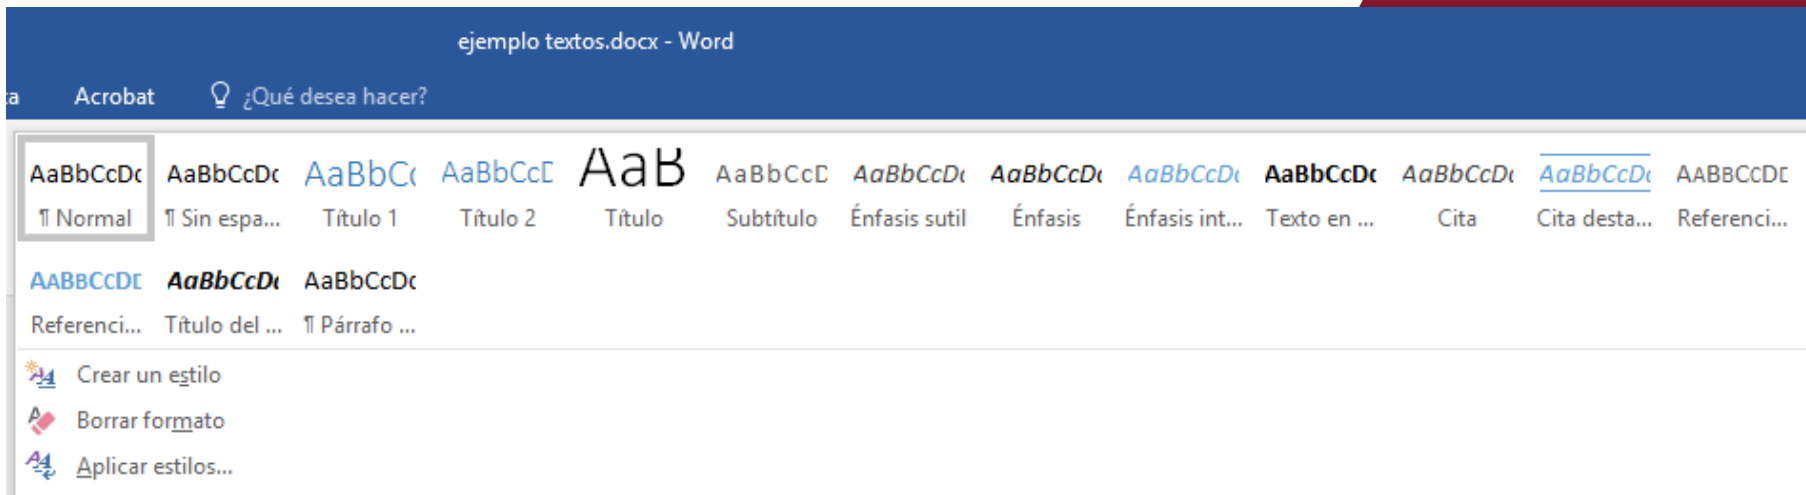 ejemplo textos.docx - Word
Acrobat ¿Qué desea hacer?
AaBbCcDc AaBbCcDc AaBbCc AaBbCcD AaB AaBbCcD AaBbCcDc AaBbCcDc AaBbCcDc AaBbCcDc AaBbCcDc AaBbCcDc AaBbCcDd
¶ Normal ¶ Sin espa... Título 1 Título 2 Título Subtítulo Énfasis sutil Énfasis Énfasis int... Texto en ... Cita Cita desta... Referenci...
AaBbCcDd AaBbCcDc AaBbCcDc
Referenci... Título del ... ¶ Párrafo ...
Crear un estilo
Borrar formato
Aplicar estilos...